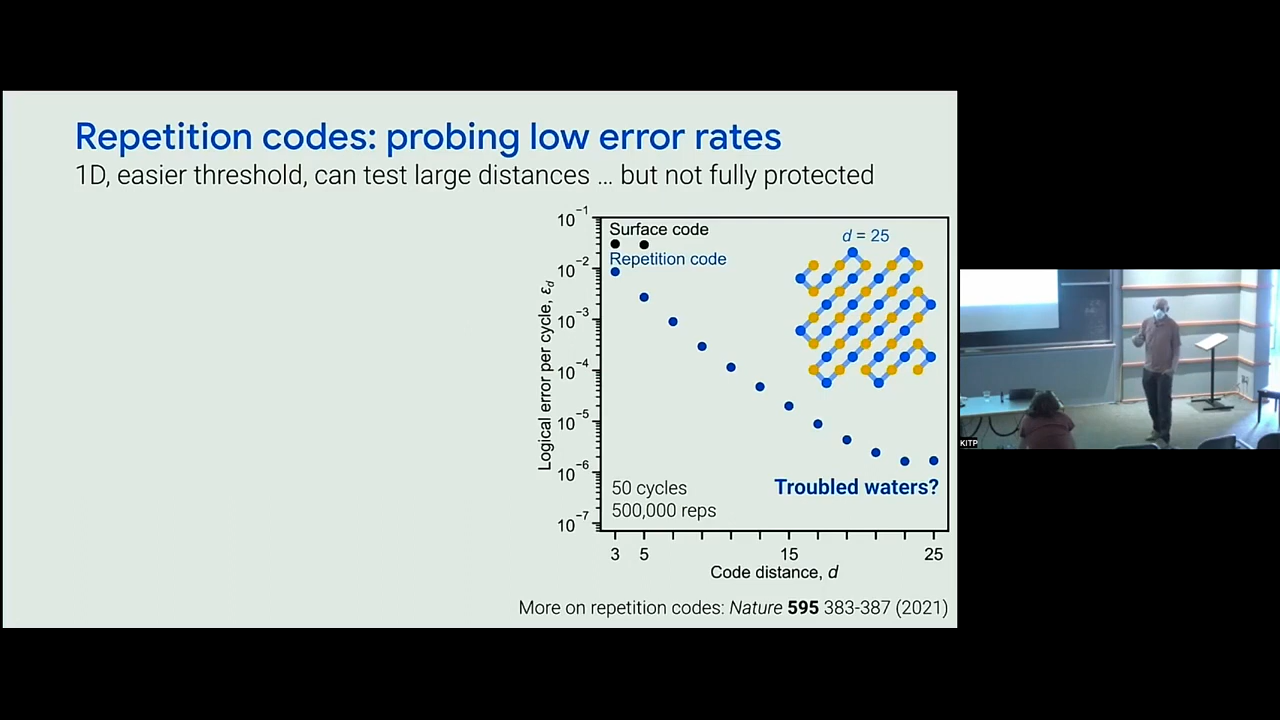 Repetition codes: probing low error rates
1D, easier threshold, can test large distances ... but not fully protected
Logical error per cycle, εd
10⁻¹
10⁻²
10⁻³
10⁻⁴
10⁻⁵
10⁻⁶
10⁻⁷
Surface code
Repetition code
d = 25
Troubled waters?
50 cycles
500,000 reps
3 5 15 25
Code distance, d
More on repetition codes: Nature 595 383-387 (2021)
KITP